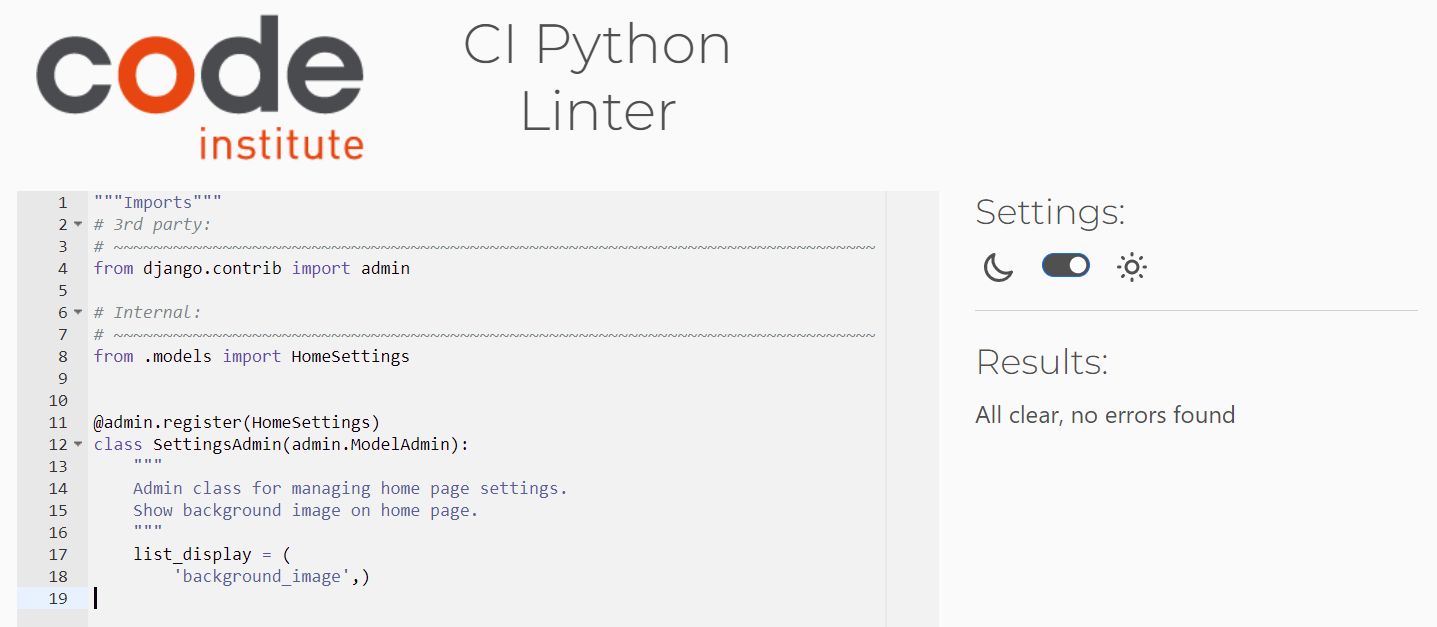 code
institute
CI Python
Linter
1 """Imports"""
2 # 3rd party:
3 # ~~~~~~~~~~~~~~~~~~~~~~~~~~~~~~~~~~~~~~~~~~~~~~~~~~~~~~~~~~~~~~~~~~~~~~~~~~~~~
4 from django.contrib import admin
5
6 # Internal:
7 # ~~~~~~~~~~~~~~~~~~~~~~~~~~~~~~~~~~~~~~~~~~~~~~~~~~~~~~~~~~~~~~~~~~~~~~~~~~~~~
8 from .models import HomeSettings
9
10
11 @admin.register(HomeSettings)
12 class SettingsAdmin(admin.ModelAdmin):
13     """
14     Admin class for managing home page settings.
15     Show background image on home page.
16     """
17     list_display = (
18         'background_image',)
19
Settings:
Results:
All clear, no errors found